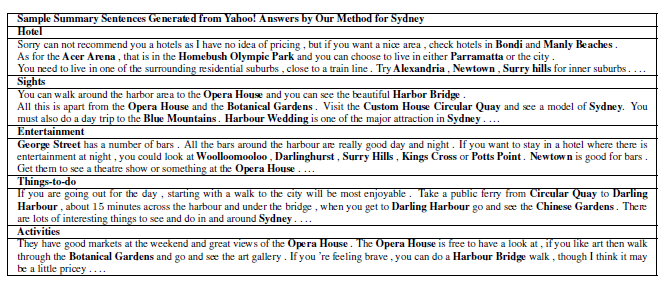 Sample Summary Sentences Generated from Yahoo! Answers by Our Method for Sydney
Hotel
Sorry can not recommend you a hotels as I have no idea of pricing , but if you want a nice area , check hotels in Bondi and Manly Beaches .
As for the Acer Arena , that is in the Homebush Olympic Park and you can choose to live in either Parramatta or the city .
You need to live in one of the surrounding residential suburbs , close to a train line . Try Alexandria , Newtown , Surry hills for inner suburbs . . . .
Sights
You can walk around the harbor area to the Opera House and you can see the beautiful Harbor Bridge .
All this is apart from the Opera House and the Botanical Gardens . Visit the Custom House Circular Quay and see a model of Sydney. You
must also do a day trip to the Blue Mountains. Harbour Wedding is one of the major attraction in Sydney . . . .
Entertainment
George Street has a number of bars . All the bars around the harbour are really good day and night . If you want to stay in a hotel where there is
entertainment at night , you could look at Woolloomooloo , Darlinghurst , Surry Hills , Kings Cross or Potts Point . Newtown is good for bars .
Get them to see a theatre show or something at the Opera House . . . .
Things-to-do
If you are going out for the day , starting with a walk to the city will be most enjoyable . Take a public ferry from Circular Quay to Darling
Harbour , about 15 minutes across the harbour and under the bridge , when you get to Darling Harbour go and see the Chinese Gardens . There
are lots of interesting things to see and do in and around Sydney . . . .
Activities
They have good markets at the weekend and great views of the Opera House . The Opera House is free to have a look at , if you like art then walk
through the Botanical Gardens and go and see the art gallery . If you 're feeling brave , you can do a Harbour Bridge walk , though I think it may
be a little pricey . . . .